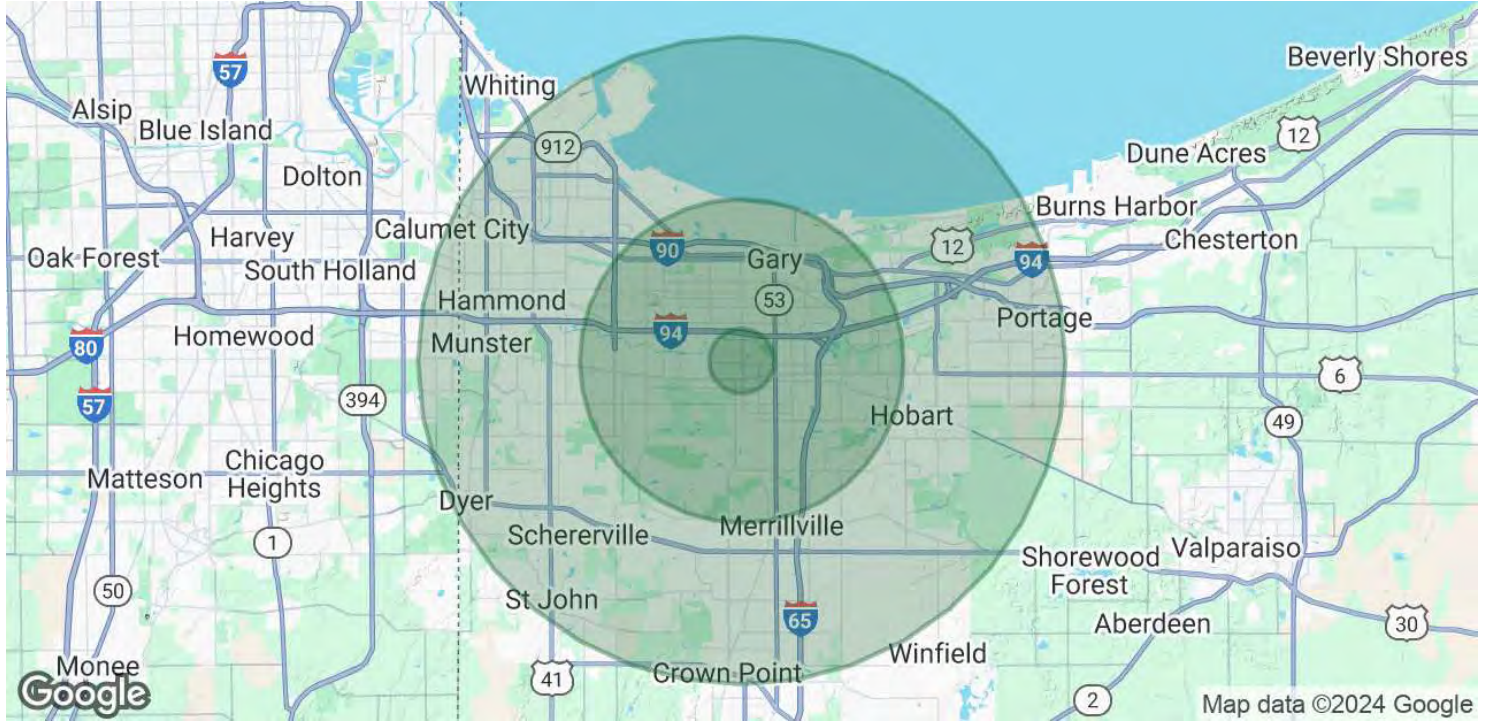 Beverly Shores
57
Whiting
Alsip
Blue Island
12
912
Dune Acres
Dolton
Burns Harbor
Calumet City
Harvey
12
Chesterton
90
Oak Forest
Gary
94
South Holland
53
Hammond
Portage
94
Homewood
Munster
80
6
57
394
Hobart
49
Chicago
Heights
Matteson
Dyer
Merrillville
Schererville
1
Valparaiso
Shorewood
Forest
50
St John
65
Aberdeen
30
Winfield
Monee
Crown Point
41
2
Google
Map data ©2024 Google